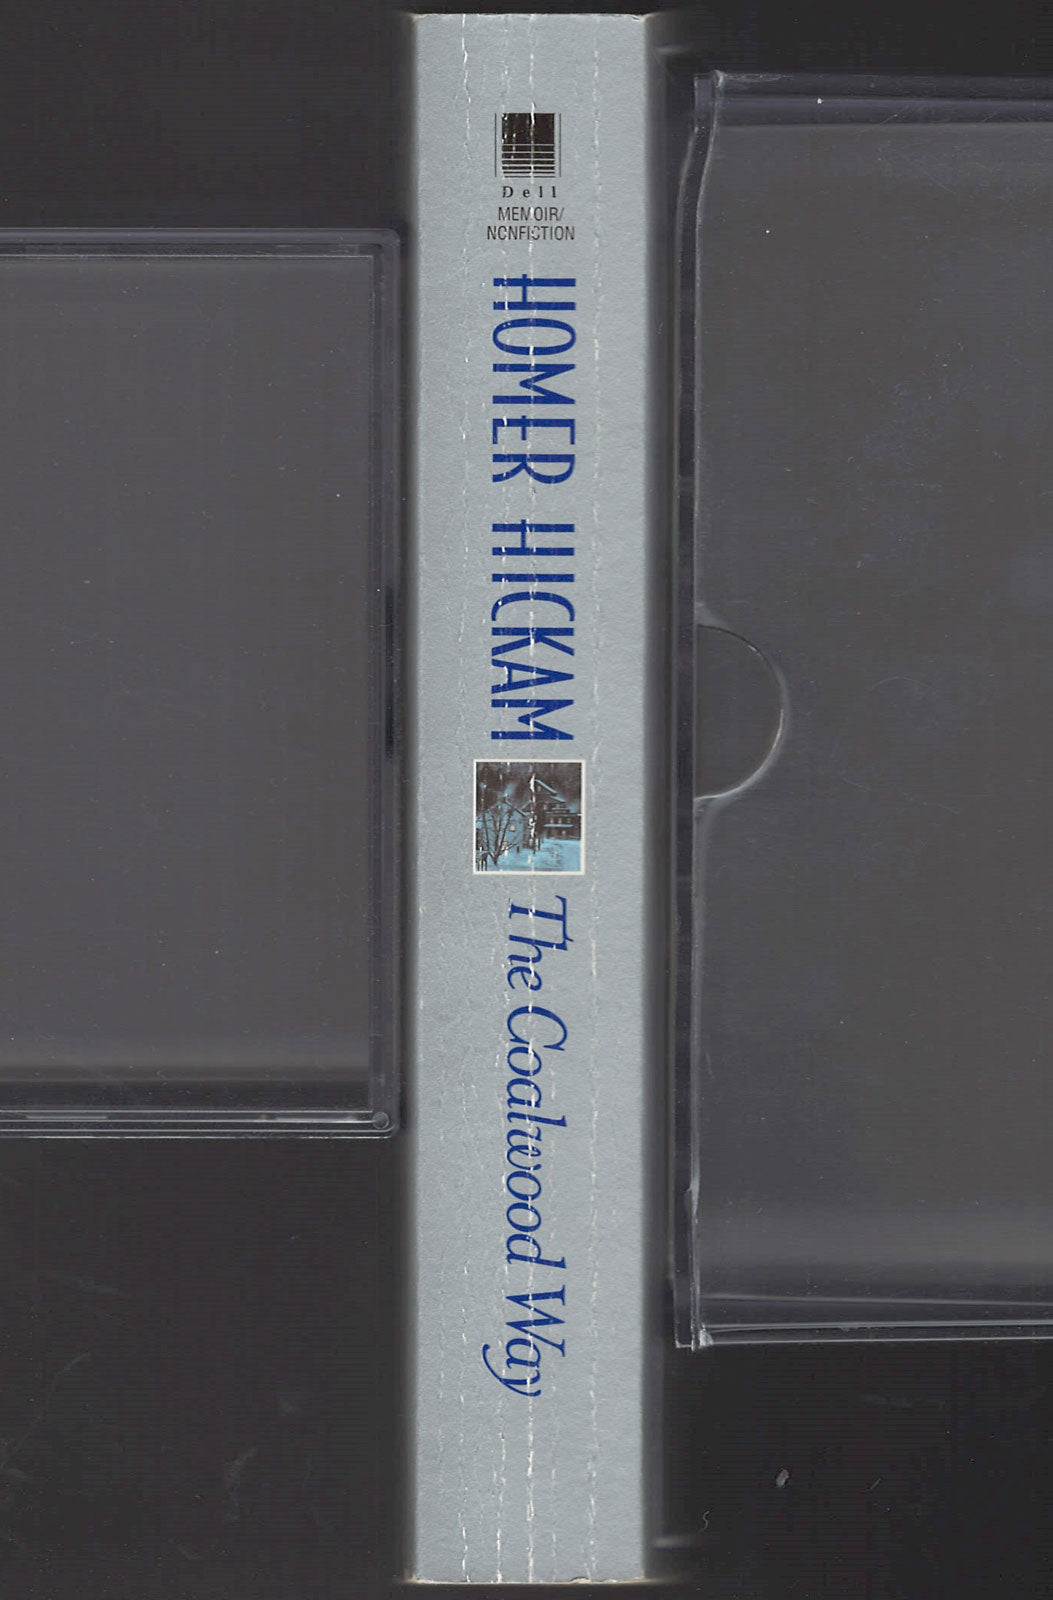 Dell
MEMOIR/
NONFICTION
HOMER HICKAM
The Coalwood Way